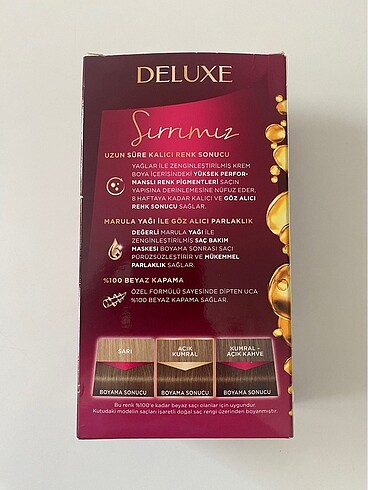 DELUXE
Sırrımız
UZUN SÜRE KALICI RENK SONUCU
YAĞLAR İLE ZENGİNLEŞTİRİLMİŞ KREM
BOYA İÇERİSİNDEKİ YÜKSEK PERFOR-
MANSLI RENK PİGMENTLERİ SAÇIN
YAPISINA DERİNLEMESİNE NÜFUZ EDER,
8 HAFTAYA KADAR KALICI VE GÖZ ALICI
RENK SONUCU SAĞLAR.
MARULA YAĞI İLE GÖZ ALICI PARLAKLIK
DEĞERLİ MARULA YAĞI İLE
ZENGİNLEŞTİRİLMİŞ SAÇ BAKIM
MASKESİ BOYAMA SONRASI SAÇI
PÜRÜZSÜZLEŞTİRİR VE MÜKEMMEL
PARLAKLIK SAĞLAR.
%100 BEYAZ KAPAMA
ÖZEL FORMÜLÜ SAYESİNDE DİPTEN UCA
%100 BEYAZ KAPAMA SAĞLAR.
SARI
AÇIK
KUMRAL
KUMRAL –
AÇIK KAHVE
BOYAMA SONUCU
BOYAMA SONUCU
BOYAMA SONUCU
Bu renk %100'e kadar beyaz saçı olanlar için uygundur.
Kutudaki modelin saçları işaretli doğal saç rengi üzerinden boyanmıştır.